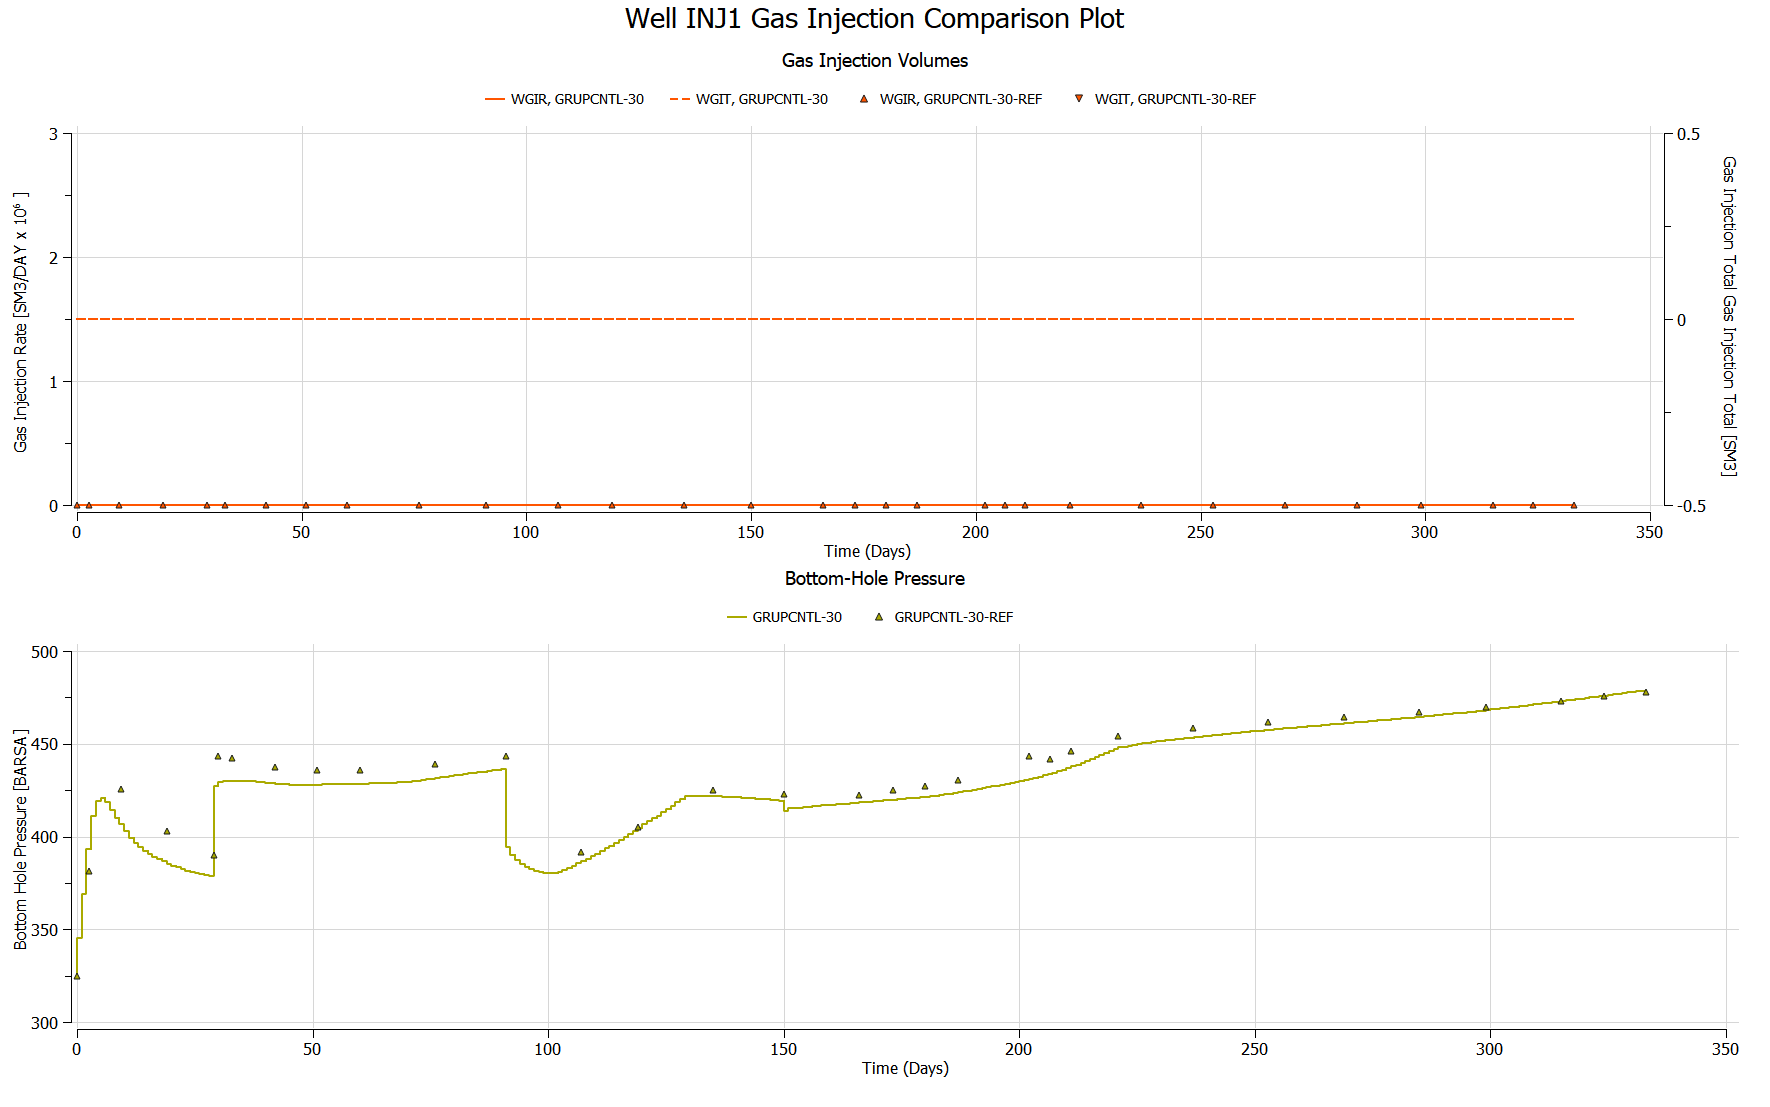 Well INJ1 Gas Injection Comparison Plot
Gas Injection Volumes
WGIR, GRUPCNTL-30 WGIT, GRUPCNTL-30 WGIR, GRUPCNTL-30-REF WGIT, GRUPCNTL-30-REF
Gas Injection Rate [SM3/DAY x 10⁶ ]
3
2
1
0
0.5
0
-0.5
Gas Injection Total Gas Injection Total [SM3]
0 50 100 150 200 250 300 350
Time (Days)
Bottom-Hole Pressure
GRUPCNTL-30 GRUPCNTL-30-REF
Bottom Hole Pressure [BARSA]
500
450
400
350
300
0 50 100 150 200 250 300 350
Time (Days)